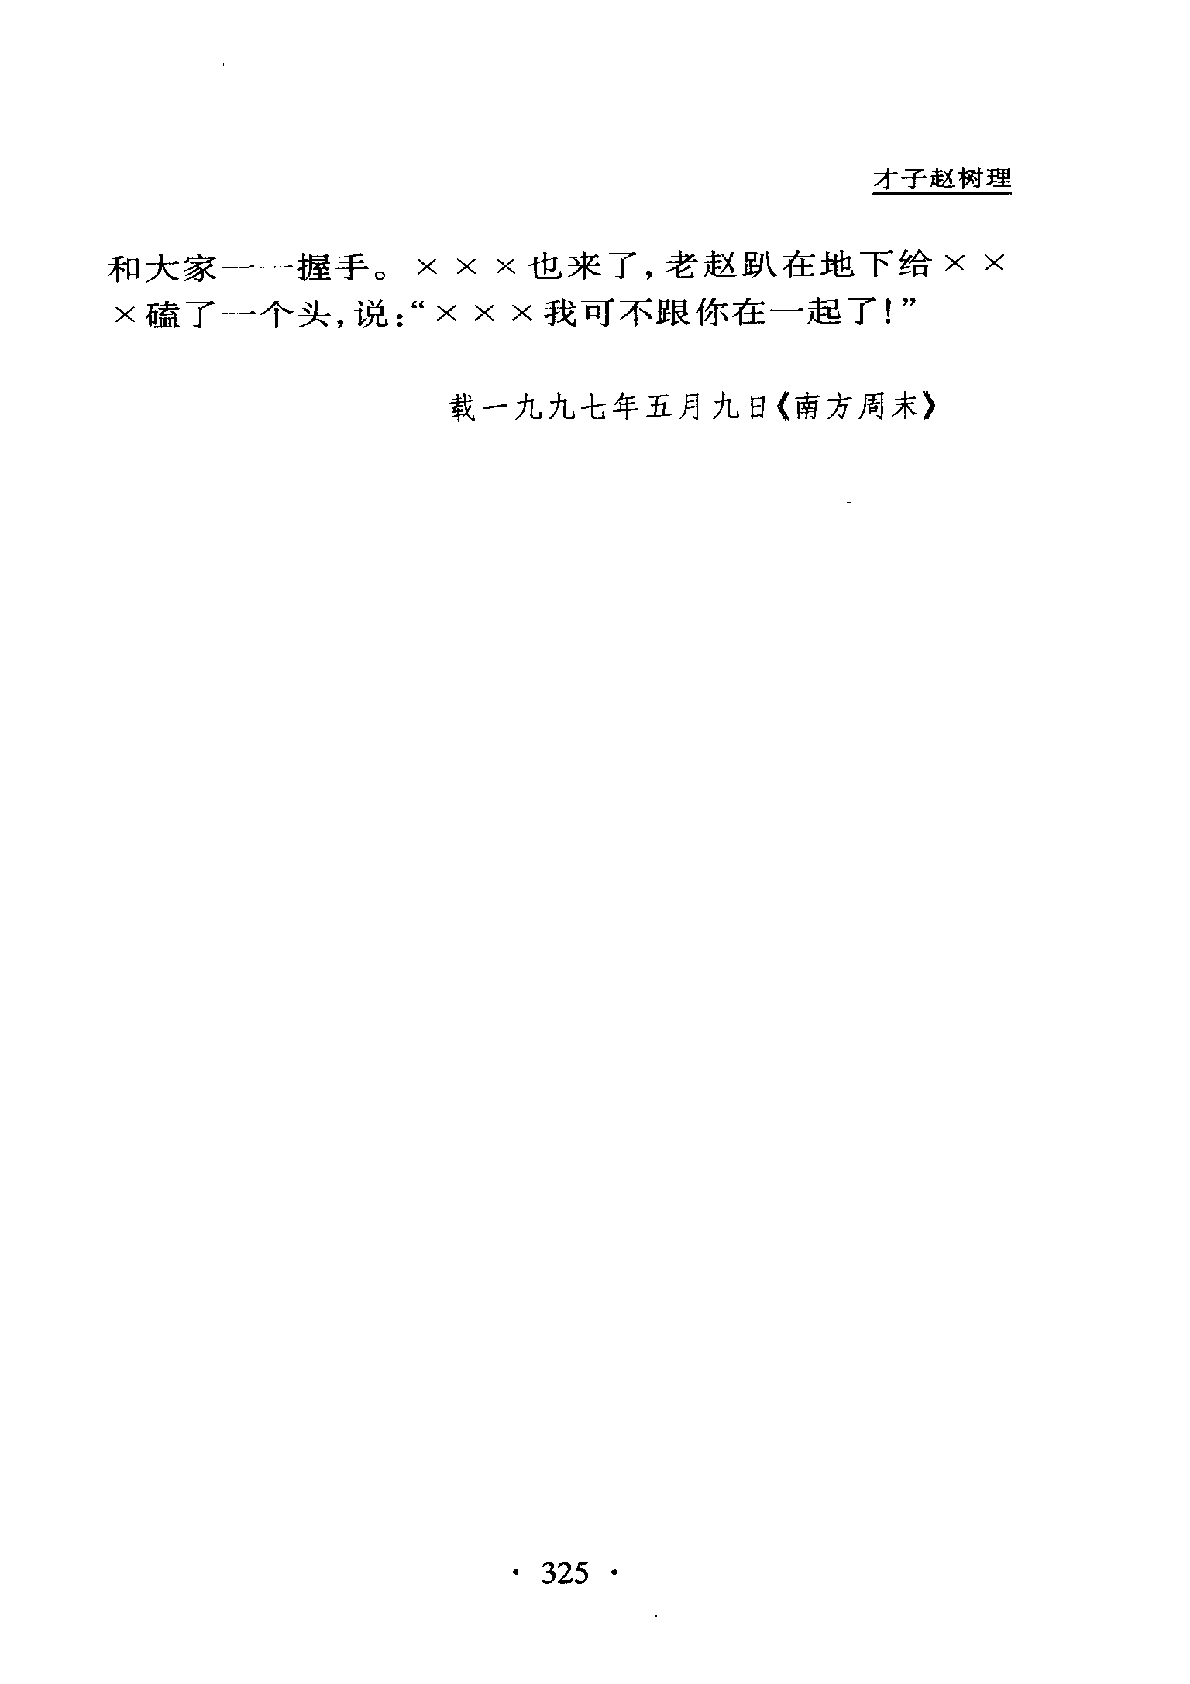 才子赵树理
和大家一一握手。×××也来了,老赵趴在地下给××
×磕了一个头,说:“×××我可不跟你在一起了!”
载一九九七年五月九日《南方周末》
· 325 ·